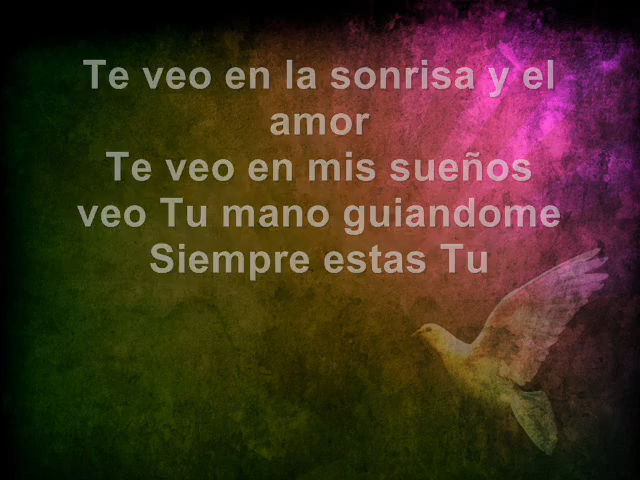 Te veo en la sonrisa y el
amor
Te veo en mis sueños
veo Tu mano guiandome
Siempre estas Tu